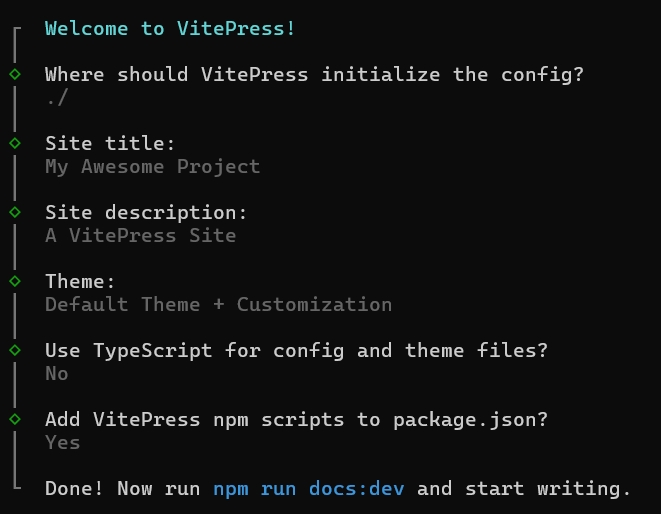 Welcome to VitePress!
Where should VitePress initialize the config?
./
Site title:
My Awesome Project
Site description:
A VitePress Site
Theme:
Default Theme + Customization
Use TypeScript for config and theme files?
No
Add VitePress npm scripts to package.json?
Yes
Done! Now run npm run docs:dev and start writing.